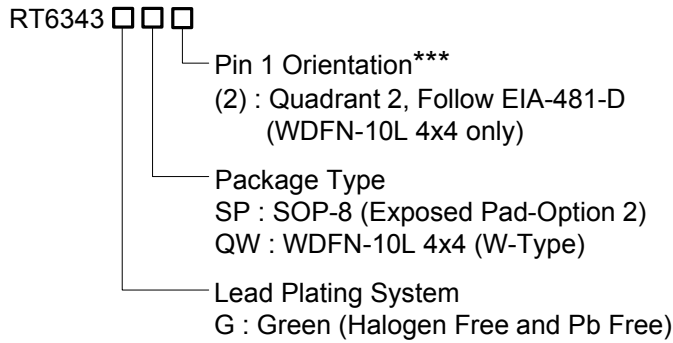 RT6343 □ □ □
Pin 1 Orientation***
(2) : Quadrant 2, Follow EIA-481-D
(WDFN-10L 4x4 only)
Package Type
SP : SOP-8 (Exposed Pad-Option 2)
QW : WDFN-10L 4x4 (W-Type)
Lead Plating System
G : Green (Halogen Free and Pb Free)